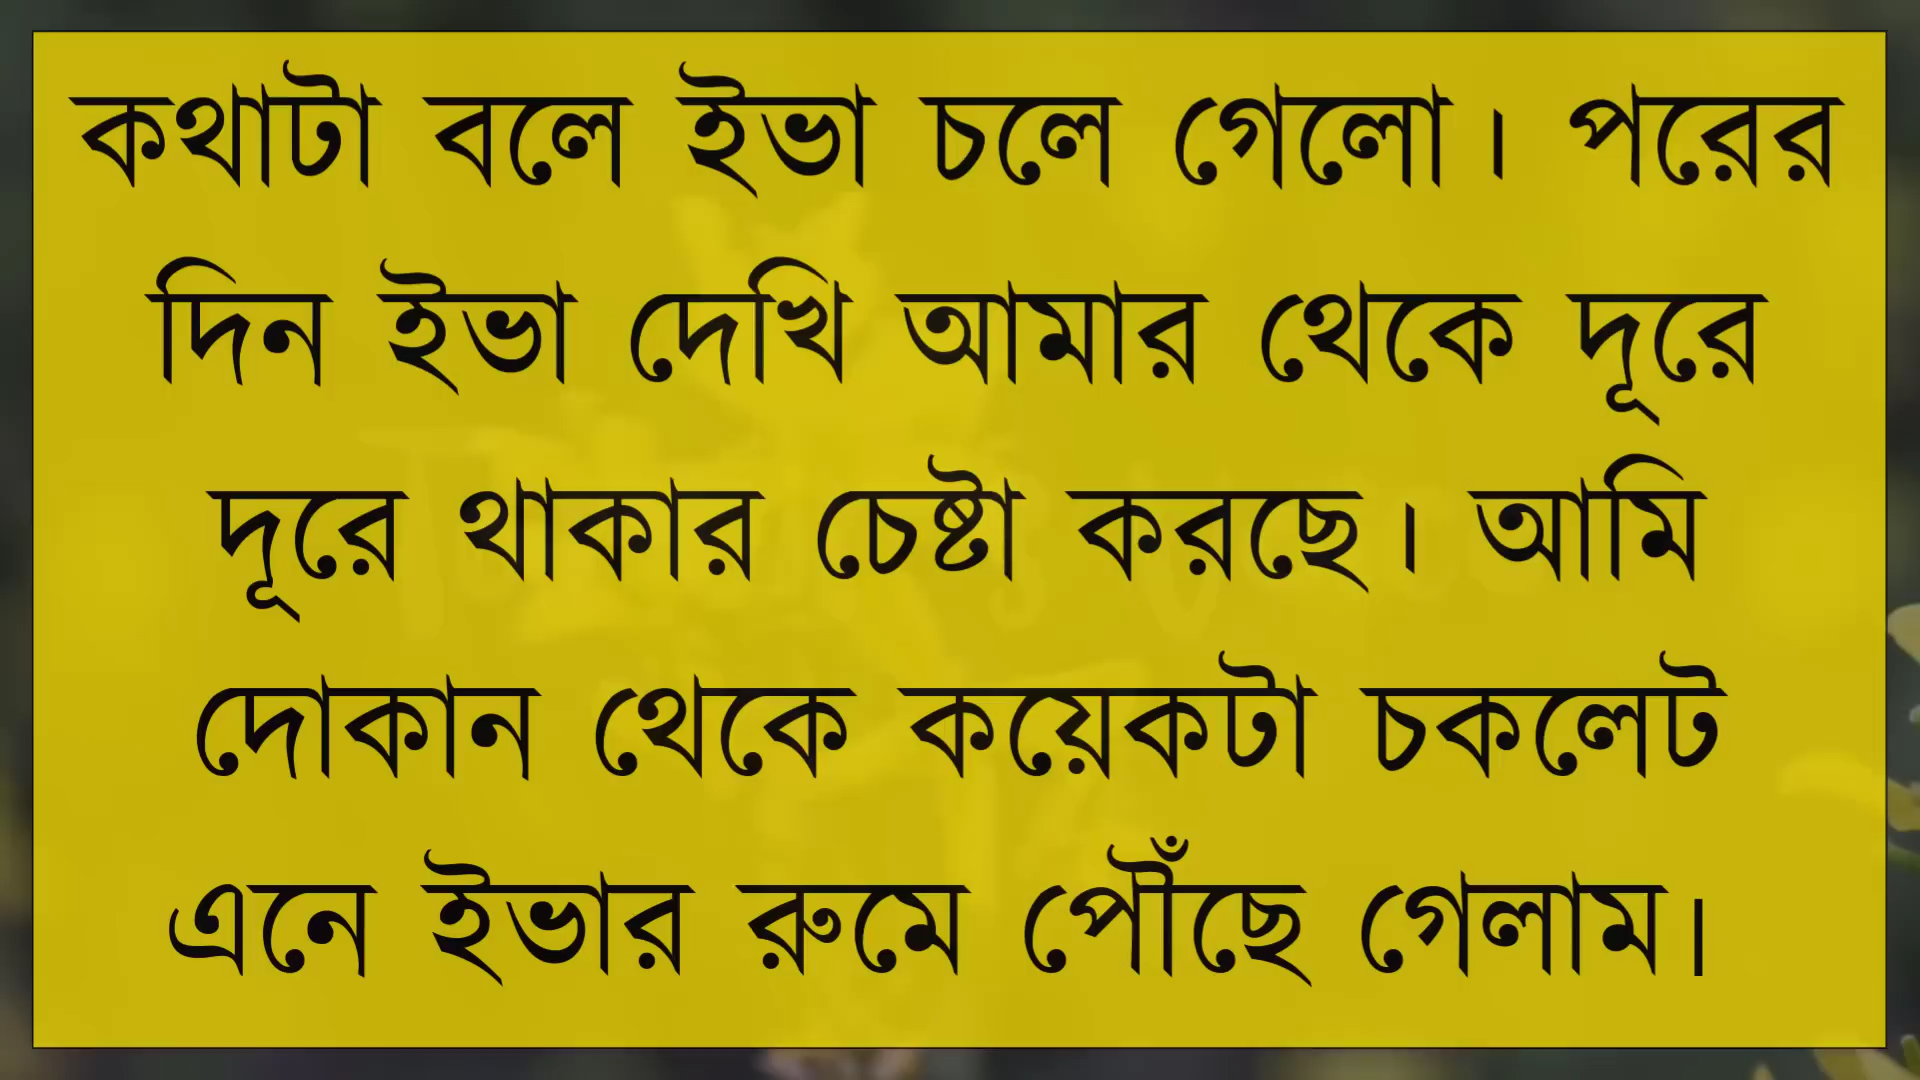 কথাটা বলে ইভা চলে গেলো। পরের
দিন ইভা দেখি আমার থেকে দূরে
দূরে থাকার চেষ্টা করছে। আমি
দোকান থেকে কয়েকটা চকলেট
এনে ইভার রুমে পৌঁছে গেলাম।